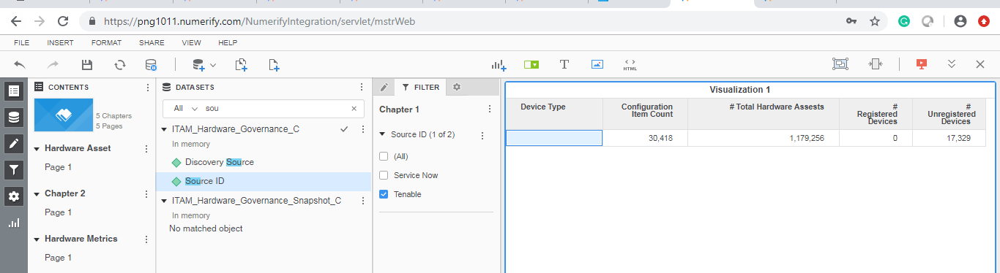 https://png1011.numerify.com/NumerifyIntegration/servlet/mstrWeb
FILE INSERT FORMAT SHARE VIEW HELP
HTML
CONTENTS
5 Chapters
5 Pages
Hardware Asset
Page 1
Chapter 2
Page 1
Hardware Metrics
Page 1
DATASETS
All sou
ITAM_Hardware_Governance_C
In memory
Discovery Source
Source ID
ITAM_Hardware_Governance_Snapshot_C
In memory
No matched object
FILTER
Chapter 1
Source ID (1 of 2)
(All)
Service Now
Tenable
Visualization 1
Device Type
Configuration
Item Count
# Total Hardware Assests
#
Registered
Devices
#
Unregistered
Devices
30,418 1,179,256 0 17,329